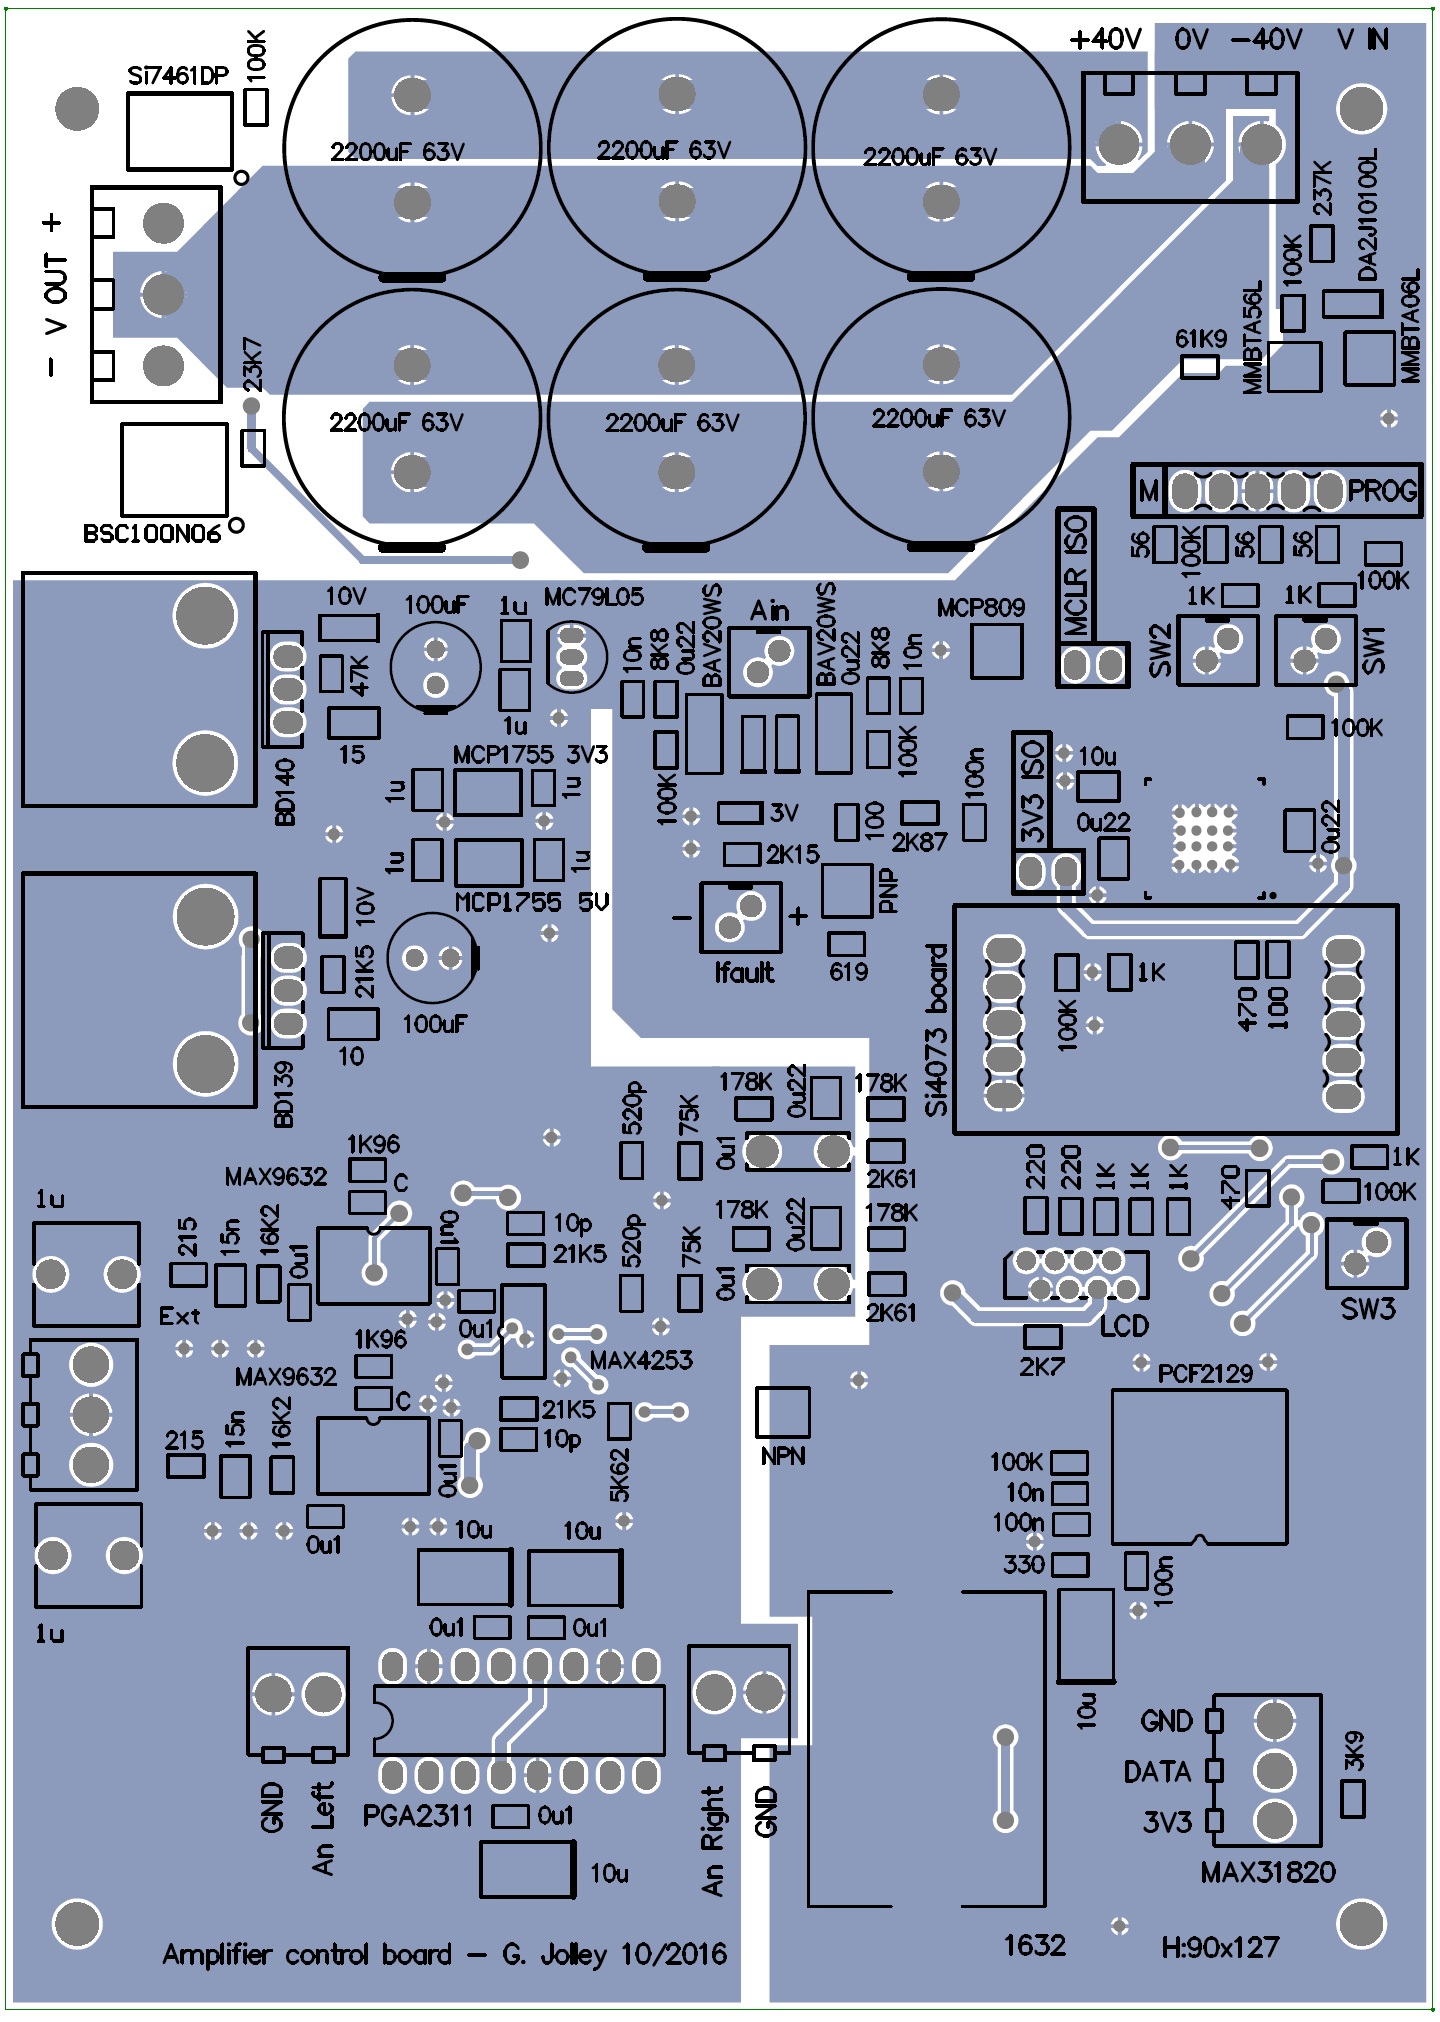 +40V 0V -40V V IN
Si7461DP
100K
2200uF 63V
2200uF 63V
2200uF 63V
237K
DA2J10100L
100K
+
V OUT
-
MMBTA56L
MMBTA06L
61K9
23K7
2200uF 63V
2200uF 63V
2200uF 63V
BSC100N06
M
PROG
MCLR ISO
56
100K
56
56
100K
10V
100uF
1u
MC79L05
10n
8K8
0u22
BAV20WS
Ain
BAV20WS
0u22
8K8
10n
MCP809
1K
1K
SW2
SW1
47K
15
1u
100K
BD140
MCP1755 3V3
1u
1u
100K
100K
100n
3V3 ISO
10u
0u22
0u22
3V
100
2K87
2K15
1u
1u
MCP1755 5V
PNP
10V
21K5
-
+
Ifault
619
100uF
10
BD139
Si4073 board
100K
1K
470
100
178K
0u22
178K
520p
75K
0u1
2K61
1K96
MAX9632
C
220
220
1K
1K
1K
470
1K
100K
1u
215
15n
16K2
0u1
0u1
10p
21K5
520p
75K
178K
0u22
178K
0u1
2K61
Ext
0u1
1K96
MAX9632
MAX4253
LCD
SW3
2K7
PCF2129
C
215
15n
16K2
21K5
10p
0u1
5K62
NPN
100K
10n
100n
330
100n
0u1
10u
10u
1u
0u1
0u1
10u
GND
DATA
3V3
3K9
GND
An Left
PGA2311
0u1
An Right
GND
10u
MAX31820
Amplifier control board - G. Jolley 10/2016
1632
H:90x127